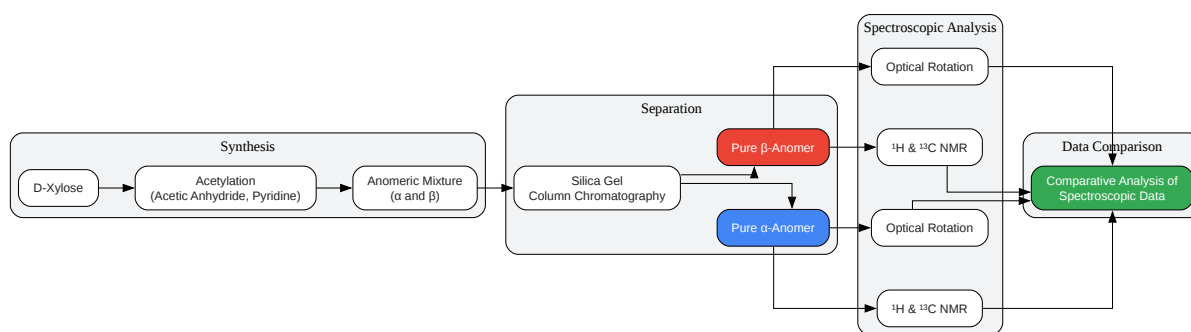 Synthesis
D-Xylose
Acetylation
(Acetic Anhydride, Pyridine)
Anomeric Mixture
(α and β)
Separation
Silica Gel
Column Chromatography
Pure β-Anomer
Pure α-Anomer
Spectroscopic Analysis
Optical Rotation
¹H & ¹³C NMR
Optical Rotation
¹H & ¹³C NMR
Data Comparison
Comparative Analysis of
Spectroscopic Data